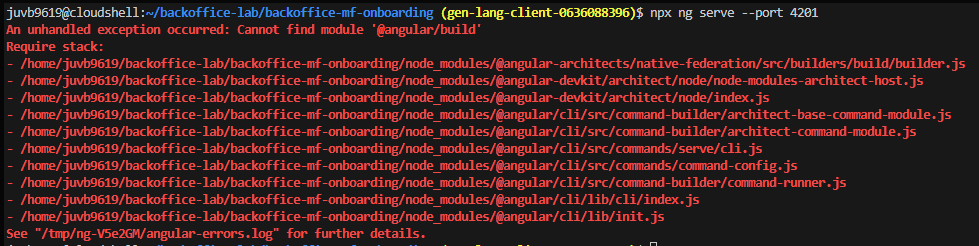 juvb9619@cloudshell:~/backoffice-lab/backoffice-mf-onboarding (gen-lang-client-0636088396)$ npx ng serve --port 4201
An unhandled exception occurred: Cannot find module '@angular/build'
Require stack:
- /home/juvb9619/backoffice-lab/backoffice-mf-onboarding/node_modules/@angular-architects/native-federation/src/builders/build/builder.js
- /home/juvb9619/backoffice-lab/backoffice-mf-onboarding/node_modules/@angular-devkit/architect/node/node-modules-architect-host.js
- /home/juvb9619/backoffice-lab/backoffice-mf-onboarding/node_modules/@angular-devkit/architect/node/index.js
- /home/juvb9619/backoffice-lab/backoffice-mf-onboarding/node_modules/@angular/cli/src/command-builder/architect-base-command-module.js
- /home/juvb9619/backoffice-lab/backoffice-mf-onboarding/node_modules/@angular/cli/src/command-builder/architect-command-module.js
- /home/juvb9619/backoffice-lab/backoffice-mf-onboarding/node_modules/@angular/cli/src/commands/serve/cli.js
- /home/juvb9619/backoffice-lab/backoffice-mf-onboarding/node_modules/@angular/cli/src/commands/command-config.js
- /home/juvb9619/backoffice-lab/backoffice-mf-onboarding/node_modules/@angular/cli/src/command-builder/command-runner.js
- /home/juvb9619/backoffice-lab/backoffice-mf-onboarding/node_modules/@angular/cli/lib/cli/index.js
- /home/juvb9619/backoffice-lab/backoffice-mf-onboarding/node_modules/@angular/cli/lib/init.js
See "/tmp/ng-V5e2GM/angular-errors.log" for further details.